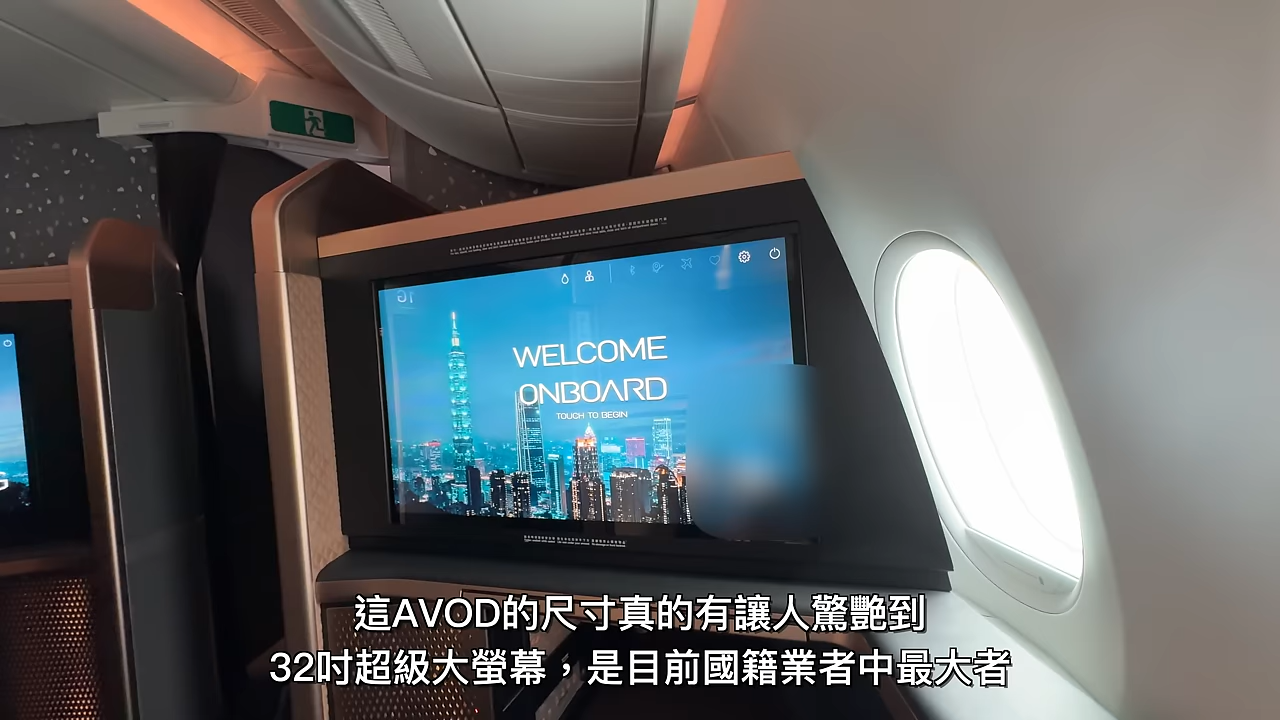 WELCOME
ONBOARD
TOUCH TO BEGIN
這AVOD的尺寸真的有讓人驚艷到
32吋超級大螢幕，是目前國籍業者中最大者